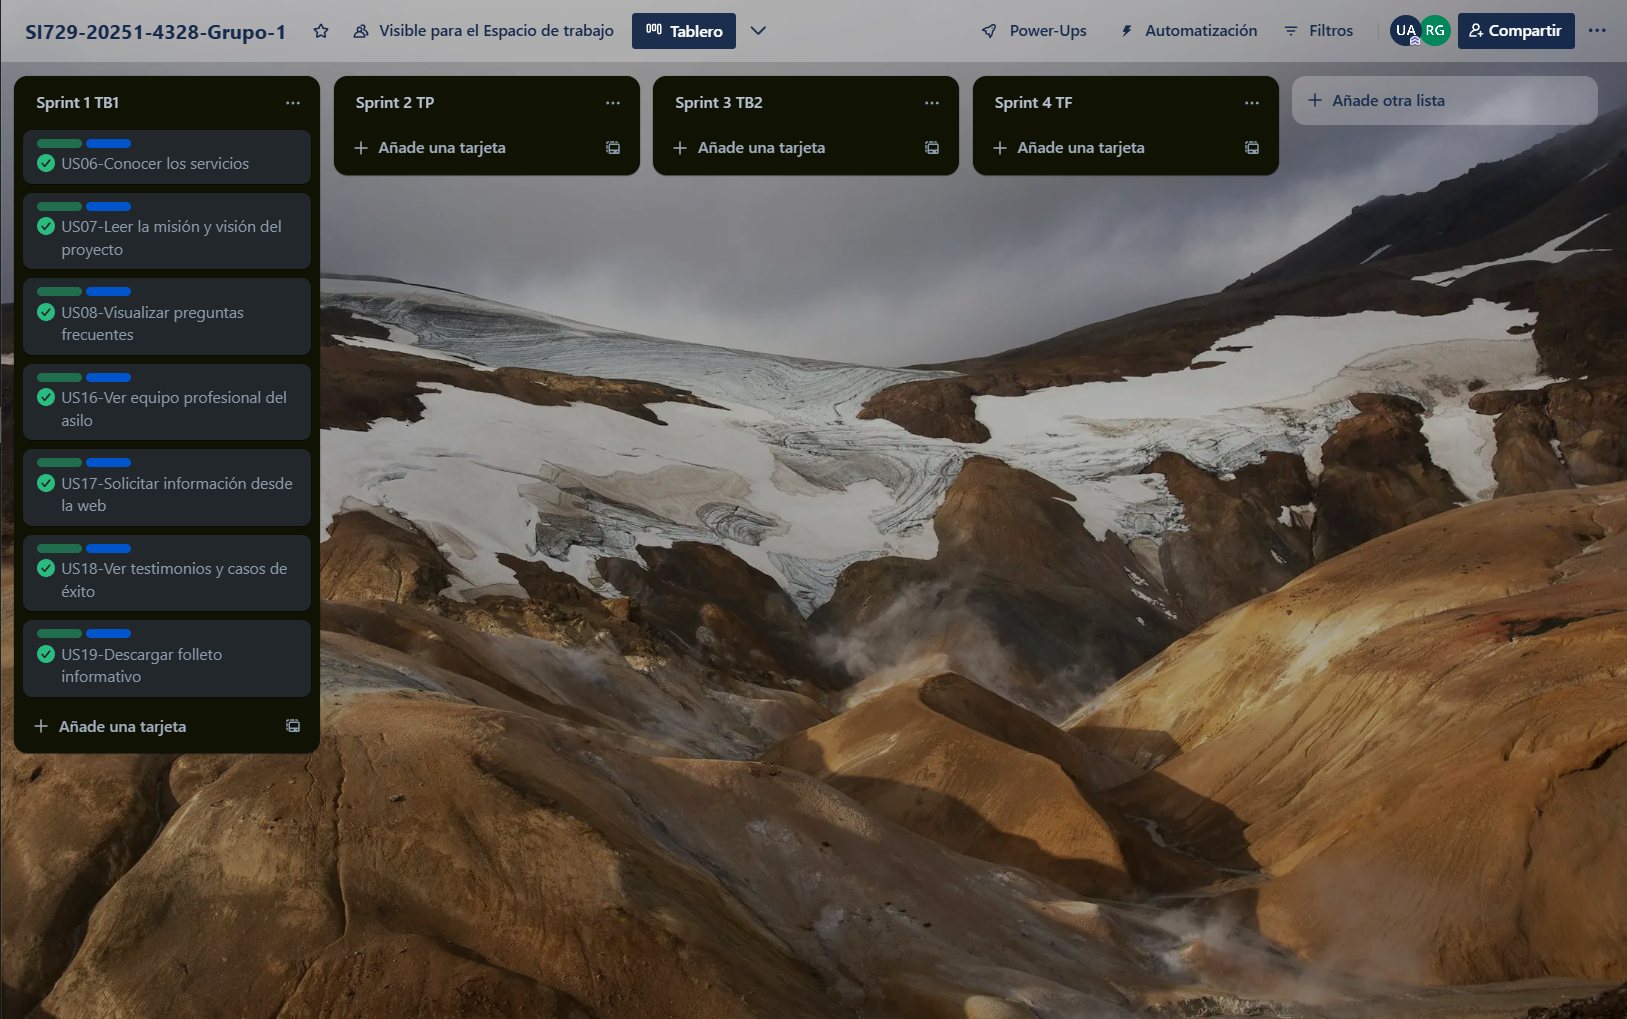 SI729-20251-4328-Grupo-1
Visible para el Espacio de trabajo
Tablero
Power-Ups
Automatización
Filtros
UA
RG
Compartir
Sprint 1 TB1
US06-Conocer los servicios
US07-Leer la misión y visión del
proyecto
US08-Visualizar preguntas
frecuentes
US16-Ver equipo profesional del
asilo
US17-Solicitar información desde
la web
US18-Ver testimonios y casos de
éxito
US19-Descargar folleto
informativo
Añade una tarjeta
Sprint 2 TP
Añade una tarjeta
Sprint 3 TB2
Añade una tarjeta
Sprint 4 TF
Añade una tarjeta
Añade otra lista